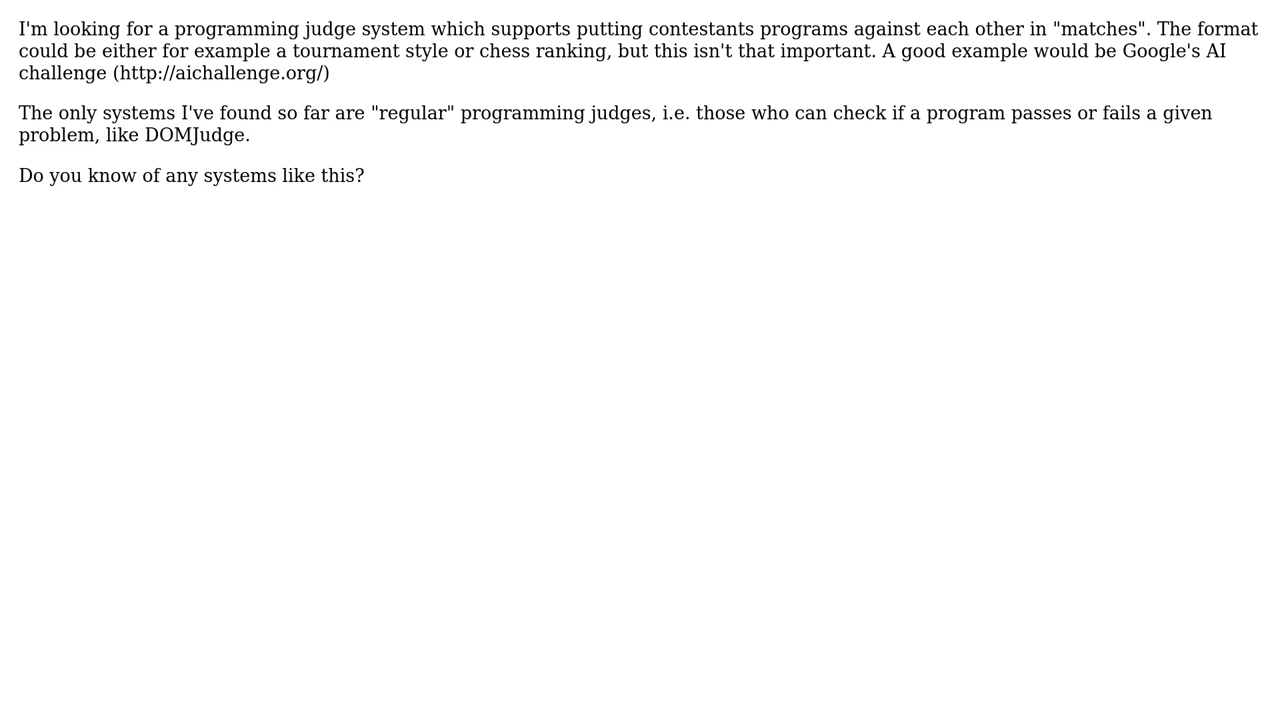 I'm looking for a programming judge system which supports putting contestants programs against each other in "matches". The format
could be either for example a tournament style or chess ranking, but this isn't that important. A good example would be Google's AI
challenge (http://aichallenge.org/)
The only systems I've found so far are "regular" programming judges, i.e. those who can check if a program passes or fails a given
problem, like DOMJudge.
Do you know of any systems like this?